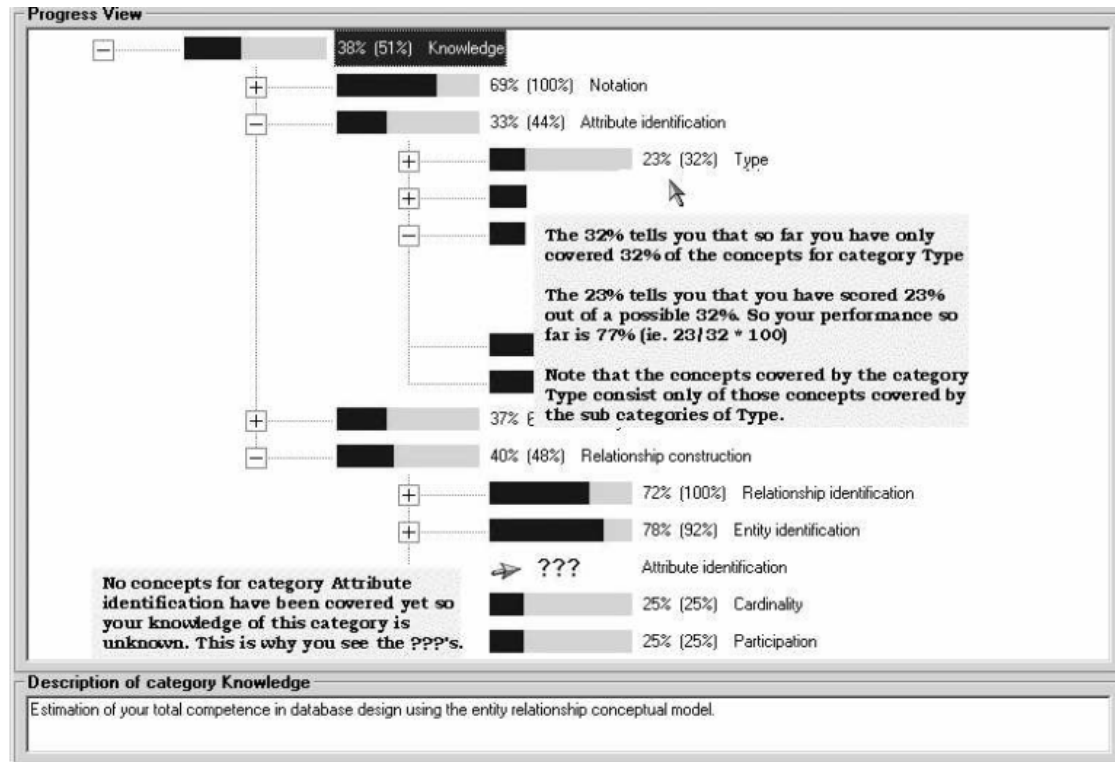 Progress View
38% (51%) Knowledge
69% (100%) Notation
33% (44%) Attribute identification
23% (32%) Type
The 32% tells you that so far you have only
covered 32% of the concepts for category Type
The 23% tells you that you have scored 23%
out of a possible 32%. So your performance so
far is 77% (ie. 23/32 * 100)
Note that the concepts covered by the category
Type consist only of those concepts covered by
the sub categories of Type.
37%
40% (48%) Relationship construction
72% (100%) Relationship identification
78% (92%) Entity identification
??? Attribute identification
No concepts for category Attribute
identification have been covered yet so
your knowledge of this category is
unknown. This is why you see the ???'s.
25% (25%) Cardinality
25% (25%) Participation
Description of category Knowledge
Estimation of your total competence in database design using the entity relationship conceptual model.